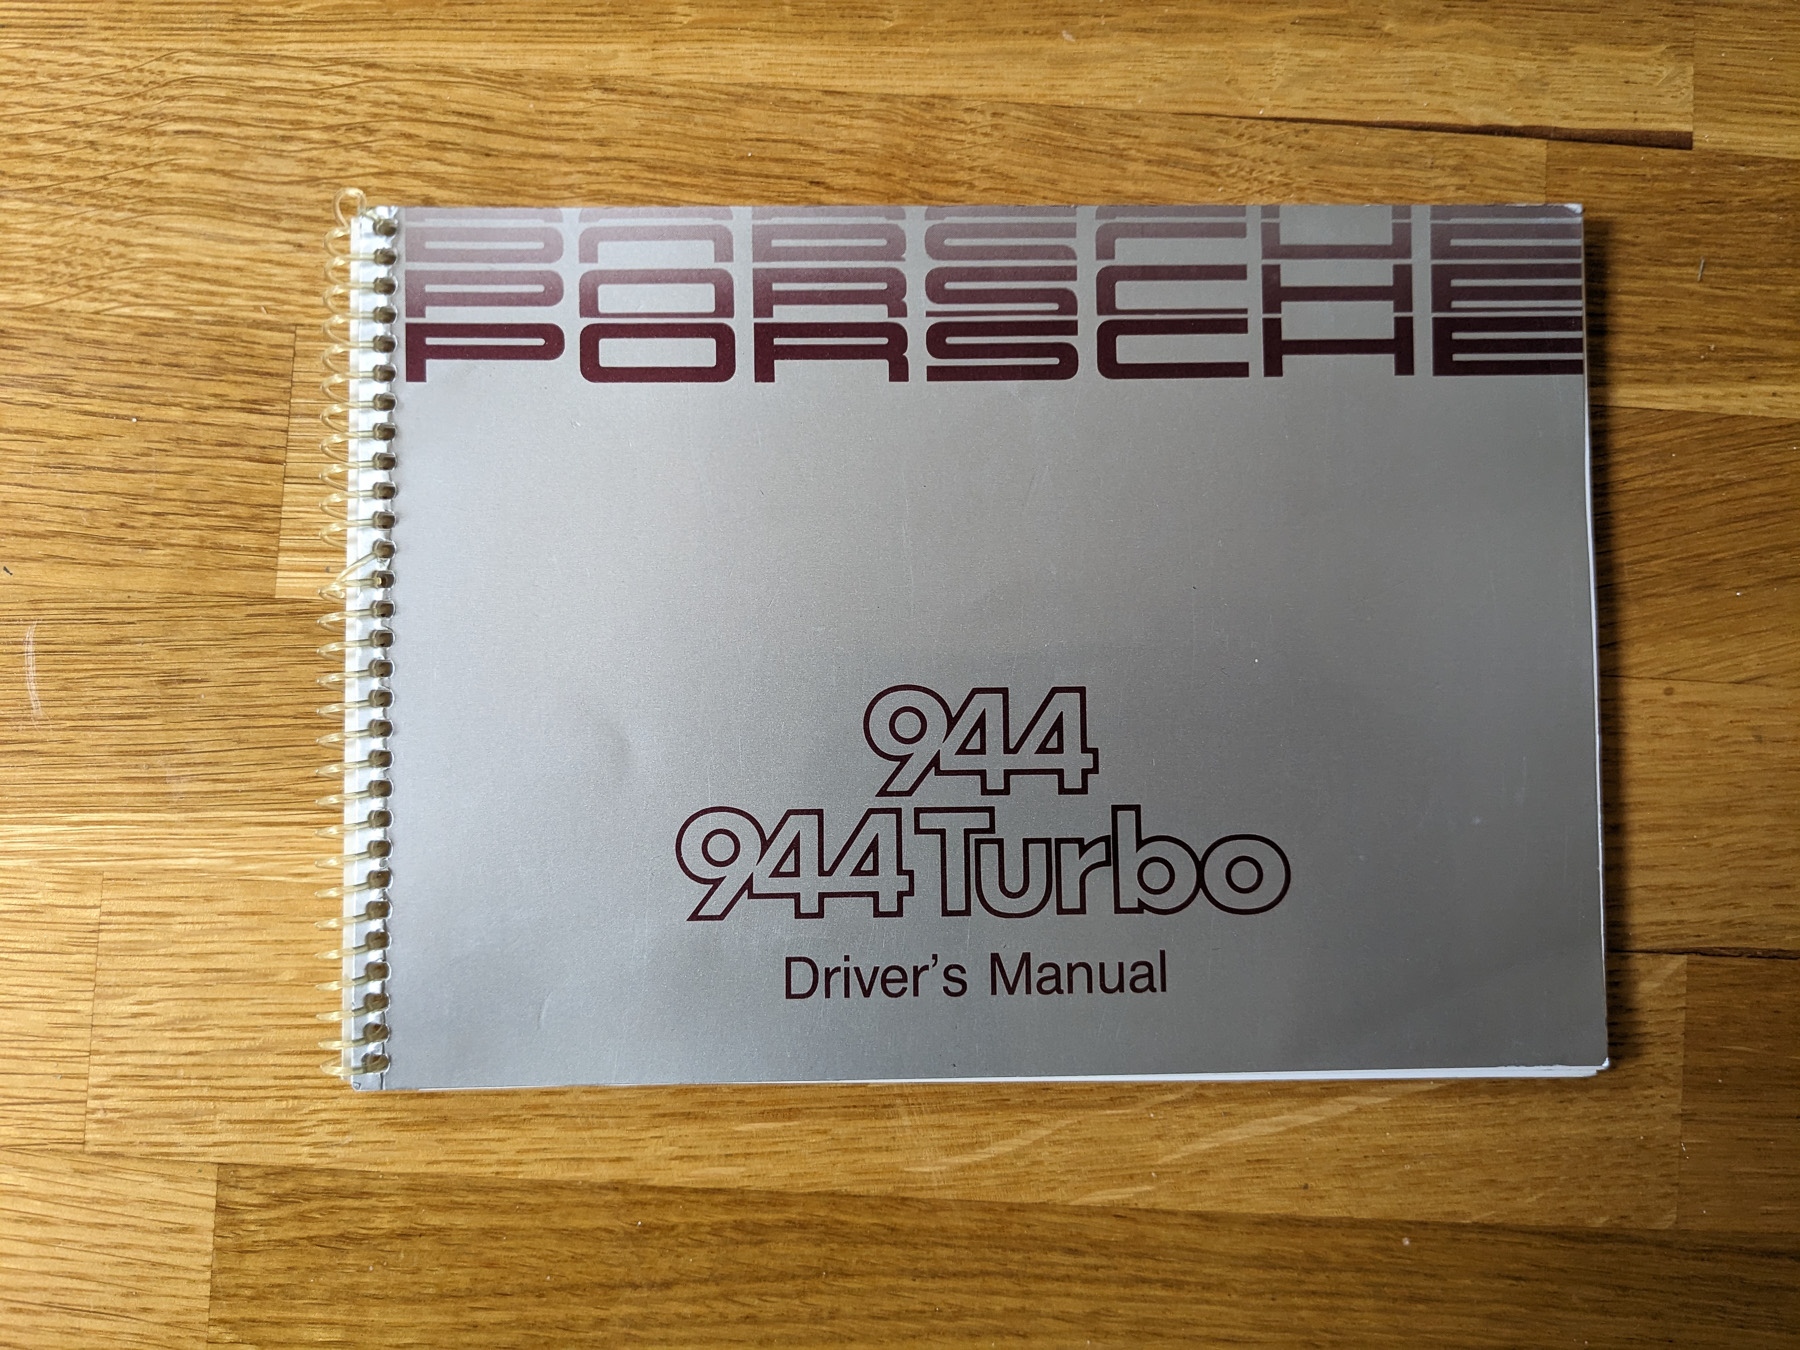 PORSCHE
PORSCHE
PORSCHE
944
944 Turbo
Driver's Manual